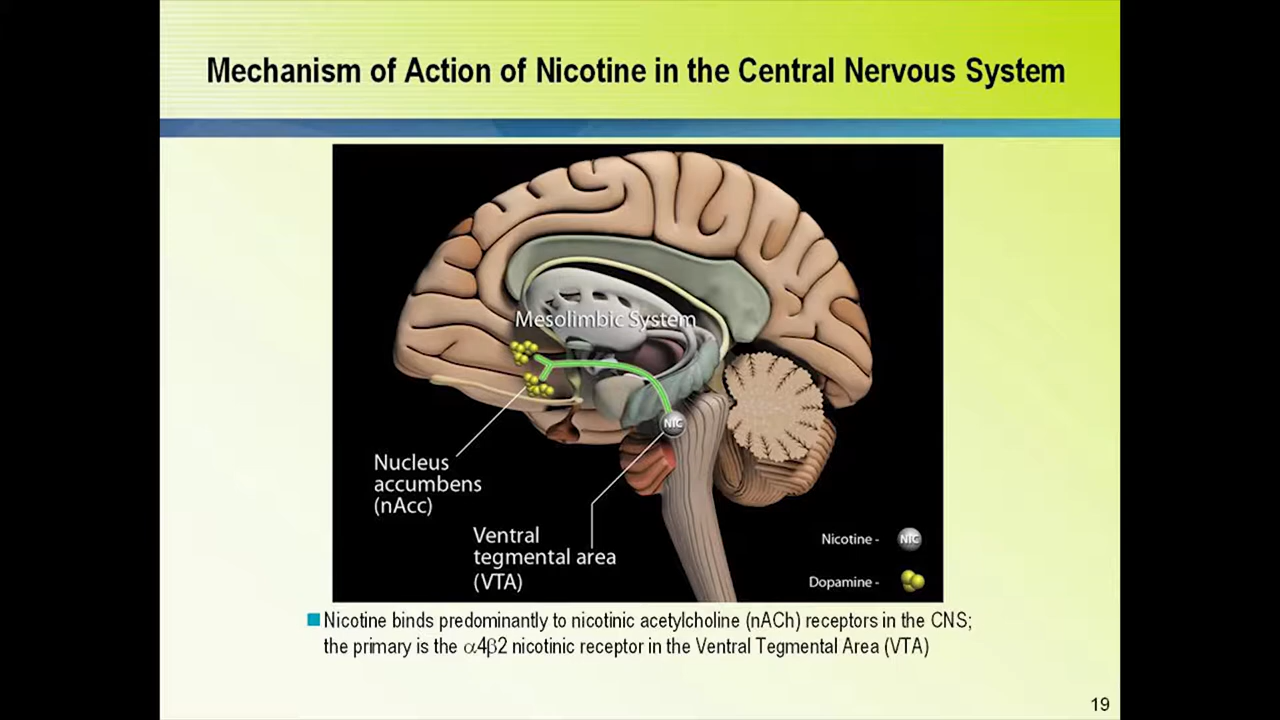 Mechanism of Action of Nicotine in the Central Nervous System
Mesolimbic System
NIC
Nucleus
accumbens
(nAcc)
Ventral
tegmental area
(VTA)
Nicotine - NIC
Dopamine -
Nicotine binds predominantly to nicotinic acetylcholine (nACh) receptors in the CNS;
the primary is the α4β2 nicotinic receptor in the Ventral Tegmental Area (VTA)
19